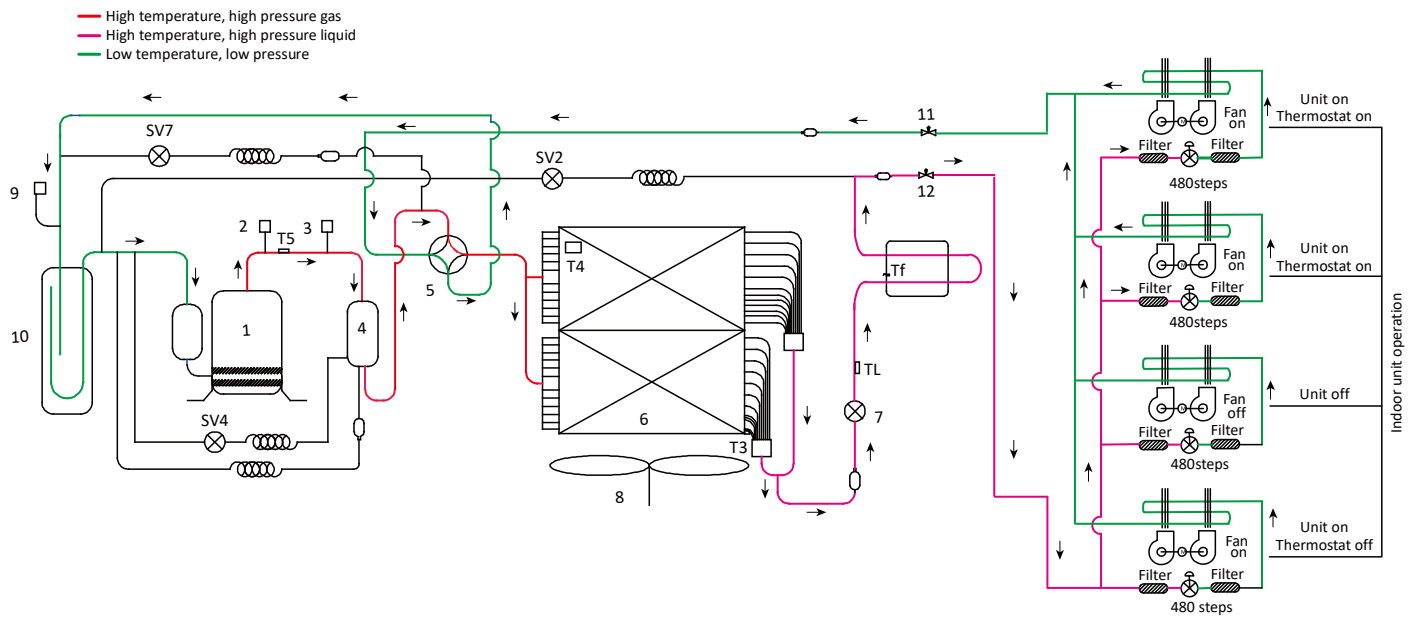 High temperature, high pressure gas
High temperature, high pressure liquid
Low temperature, low pressure
SV7
SV2
11
12
9
2
T5
3
5
T4
Tf
10
1
4
TL
7
6
SV4
T3
8
Fan
on
Filter
Filter
480steps
Unit on
Thermostat on
M
Fan
on
Filter
Filter
480steps
Unit on
Thermostat on
M
Fan
off
Filter
Filter
480steps
Unit off
M
Fan
on
Filter
Filter
480 steps
Unit on
Thermostat off
M
Indoor unit operation